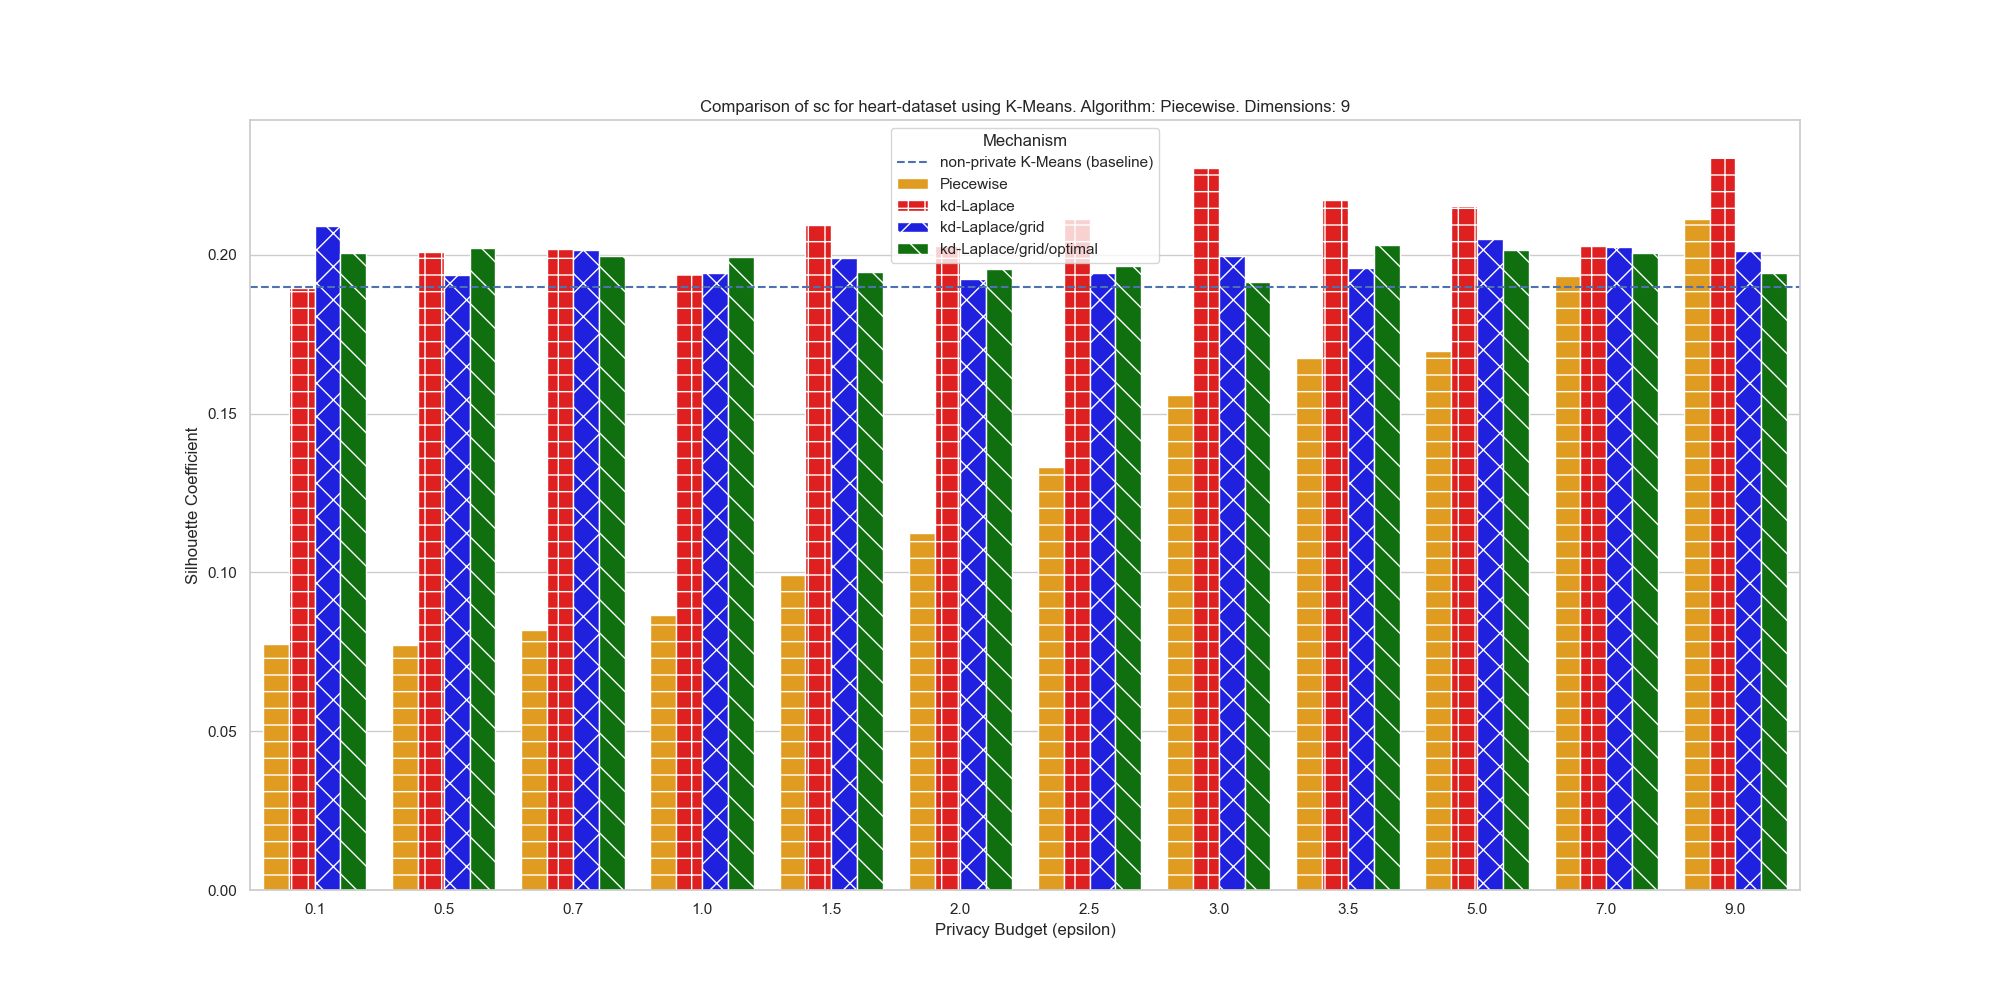 Comparison of sc for heart-dataset using K-Means. Algorithm: Piecewise. Dimensions: 9
Mechanism
non-private K-Means (baseline)
Piecewise
kd-Laplace
kd-Laplace/grid
kd-Laplace/grid/optimal
Silhouette Coefficient
0.20
0.15
0.10
0.05
0.00
0.1 0.5 0.7 1.0 1.5 2.0 2.5 3.0 3.5 5.0 7.0 9.0
Privacy Budget (epsilon)